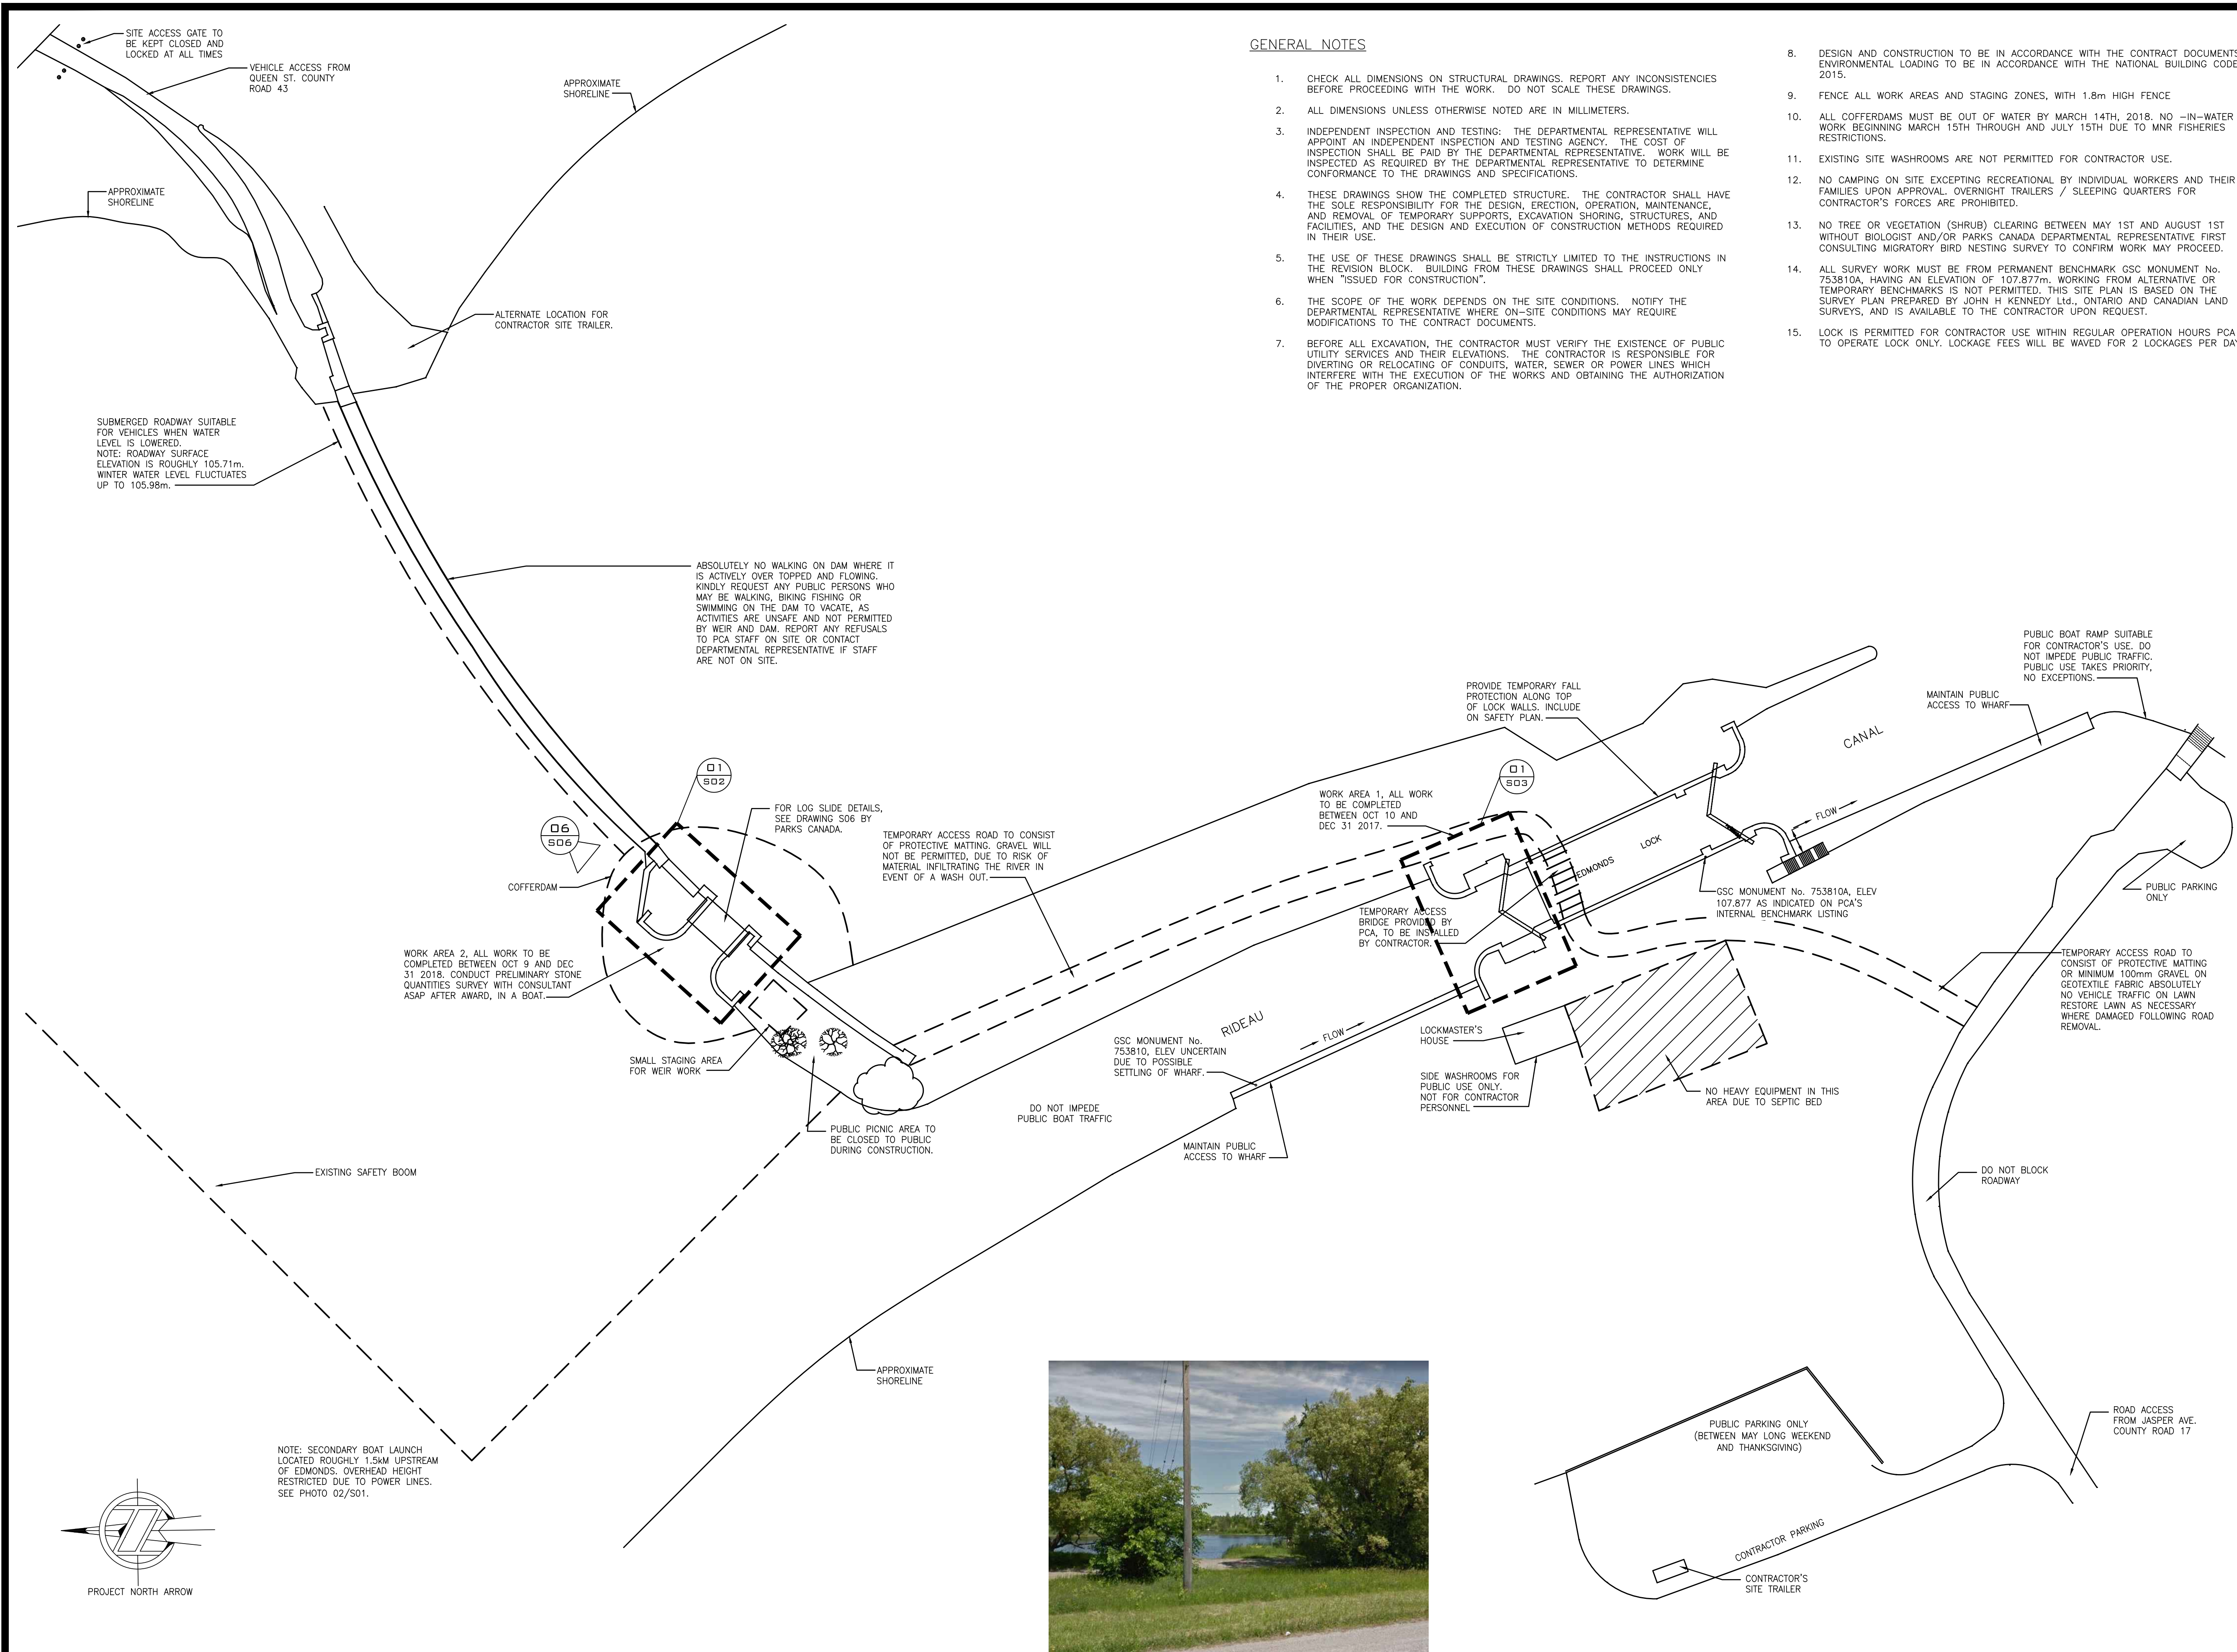 SITE ACCESS GATE TO
BE KEPT CLOSED AND
LOCKED AT ALL TIMES
VEHICLE ACCESS FROM
QUEEN ST. COUNTY
ROAD 43
APPROXIMATE
SHORELINE
APPROXIMATE
SHORELINE
ALTERNATE LOCATION FOR
CONTRACTOR SITE TRAILER.
SUBMERGED ROADWAY SUITABLE
FOR VEHICLES WHEN WATER
LEVEL IS LOWERED.
NOTE: ROADWAY SURFACE
ELEVATION IS ROUGHLY 105.71m.
WINTER WATER LEVEL FLUCTUATES
UP TO 105.98m.
GENERAL NOTES
1. CHECK ALL DIMENSIONS ON STRUCTURAL DRAWINGS. REPORT ANY INCONSISTENCIES
BEFORE PROCEEDING WITH THE WORK. DO NOT SCALE THESE DRAWINGS.
2. ALL DIMENSIONS UNLESS OTHERWISE NOTED ARE IN MILLIMETERS.
3. INDEPENDENT INSPECTION AND TESTING: THE DEPARTMENTAL REPRESENTATIVE WILL
APPOINT AN INDEPENDENT INSPECTION AND TESTING AGENCY. THE COST OF
INSPECTION SHALL BE PAID BY THE DEPARTMENTAL REPRESENTATIVE. WORK WILL BE
INSPECTED AS REQUIRED BY THE DEPARTMENTAL REPRESENTATIVE TO DETERMINE
CONFORMANCE TO THE DRAWINGS AND SPECIFICATIONS.
4. THESE DRAWINGS SHOW THE COMPLETED STRUCTURE. THE CONTRACTOR SHALL HAVE
THE SOLE RESPONSIBILITY FOR THE DESIGN, ERECTION, OPERATION, MAINTENANCE,
AND REMOVAL OF TEMPORARY SUPPORTS, EXCAVATION SHORING, STRUCTURES, AND
FACILITIES, AND THE DESIGN AND EXECUTION OF CONSTRUCTION METHODS REQUIRED
IN THEIR USE.
5. THE USE OF THESE DRAWINGS SHALL BE STRICTLY LIMITED TO THE INSTRUCTIONS IN
THE REVISION BLOCK. BUILDING FROM THESE DRAWINGS SHALL PROCEED ONLY
WHEN "ISSUED FOR CONSTRUCTION".
6. THE SCOPE OF THE WORK DEPENDS ON THE SITE CONDITIONS. NOTIFY THE
DEPARTMENTAL REPRESENTATIVE WHERE ON-SITE CONDITIONS MAY REQUIRE
MODIFICATIONS TO THE CONTRACT DOCUMENTS.
7. BEFORE ALL EXCAVATION, THE CONTRACTOR MUST VERIFY THE EXISTENCE OF PUBLIC
UTILITY SERVICES AND THEIR ELEVATIONS. THE CONTRACTOR IS RESPONSIBLE FOR
DIVERTING OR RELOCATING OF CONDUITS, WATER, SEWER OR POWER LINES WHICH
INTERFERE WITH THE EXECUTION OF THE WORKS AND OBTAINING THE AUTHORIZATION
OF THE PROPER ORGANIZATION.
8. DESIGN AND CONSTRUCTION TO BE IN ACCORDANCE WITH THE CONTRACT DOCUMENTS
ENVIRONMENTAL LOADING TO BE IN ACCORDANCE WITH THE NATIONAL BUILDING CODE
2015.
9. FENCE ALL WORK AREAS AND STAGING ZONES, WITH 1.8m HIGH FENCE
10. ALL COFFERDAMS MUST BE OUT OF WATER BY MARCH 14TH, 2018. NO -IN-WATER
WORK BEGINNING MARCH 15TH THROUGH AND JULY 15TH DUE TO MNR FISHERIES
RESTRICTIONS.
11. EXISTING SITE WASHROOMS ARE NOT PERMITTED FOR CONTRACTOR USE.
12. NO CAMPING ON SITE EXCEPTING RECREATIONAL BY INDIVIDUAL WORKERS AND THEIR
FAMILIES UPON APPROVAL. OVERNIGHT TRAILERS / SLEEPING QUARTERS FOR
CONTRACTOR'S FORCES ARE PROHIBITED.
13. NO TREE OR VEGETATION (SHRUB) CLEARING BETWEEN MAY 1ST AND AUGUST 1ST
WITHOUT BIOLOGIST AND/OR PARKS CANADA DEPARTMENTAL REPRESENTATIVE FIRST
CONSULTING MIGRATORY BIRD NESTING SURVEY TO CONFIRM WORK MAY PROCEED.
14. ALL SURVEY WORK MUST BE FROM PERMANENT BENCHMARK GSC MONUMENT No.
753810A, HAVING AN ELEVATION OF 107.877m. WORKING FROM ALTERNATIVE OR
TEMPORARY BENCHMARKS IS NOT PERMITTED. THIS SITE PLAN IS BASED ON THE
SURVEY PLAN PREPARED BY JOHN H KENNEDY Ltd., ONTARIO AND CANADIAN LAND
SURVEYS, AND IS AVAILABLE TO THE CONTRACTOR UPON REQUEST.
15. LOCK IS PERMITTED FOR CONTRACTOR USE WITHIN REGULAR OPERATION HOURS PCA
TO OPERATE LOCK ONLY. LOCKAGE FEES WILL BE WAVED FOR 2 LOCKAGES PER DAY
ABSOLUTELY NO WALKING ON DAM WHERE IT
IS ACTIVELY OVER TOPPED AND FLOWING.
KINDLY REQUEST ANY PUBLIC PERSONS WHO
MAY BE WALKING, BIKING FISHING OR
SWIMMING ON THE DAM TO VACATE, AS
ACTIVITIES ARE UNSAFE AND NOT PERMITTED
BY WEIR AND DAM. REPORT ANY REFUSALS
TO PCA STAFF ON SITE OR CONTACT
DEPARTMENTAL REPRESENTATIVE IF STAFF
ARE NOT ON SITE.
PUBLIC BOAT RAMP SUITABLE
FOR CONTRACTOR'S USE. DO
NOT IMPEDE PUBLIC TRAFFIC.
PUBLIC USE TAKES PRIORITY,
NO EXCEPTIONS.
PROVIDE TEMPORARY FALL
PROTECTION ALONG TOP
OF LOCK WALLS. INCLUDE
ON SAFETY PLAN.
MAINTAIN PUBLIC
ACCESS TO WHARF
CANAL
01
S02
01
S03
06
S06
FOR LOG SLIDE DETAILS,
SEE DRAWING S06 BY
PARKS CANADA.
WORK AREA 1, ALL WORK
TO BE COMPLETED
BETWEEN OCT 10 AND
DEC 31 2017.
TEMPORARY ACCESS ROAD TO CONSIST
OF PROTECTIVE MATTING. GRAVEL WILL
NOT BE PERMITTED, DUE TO RISK OF
MATERIAL INFILTRATING THE RIVER IN
EVENT OF A WASH OUT.
FLOW
EDMONDS LOCK
COFFERDAM
GSC MONUMENT No. 753810A, ELEV
107.877 AS INDICATED ON PCA'S
INTERNAL BENCHMARK LISTING
PUBLIC PARKING
ONLY
TEMPORARY ACCESS
BRIDGE PROVIDED BY
PCA, TO BE INSTALLED
BY CONTRACTOR.
WORK AREA 2, ALL WORK TO BE
COMPLETED BETWEEN OCT 9 AND DEC
31 2018. CONDUCT PRELIMINARY STONE
QUANTITIES SURVEY WITH CONSULTANT
ASAP AFTER AWARD, IN A BOAT.
TEMPORARY ACCESS ROAD TO
CONSIST OF PROTECTIVE MATTING
OR MINIMUM 100mm GRAVEL ON
GEOTEXTILE FABRIC ABSOLUTELY
NO VEHICLE TRAFFIC ON LAWN
RESTORE LAWN AS NECESSARY
WHERE DAMAGED FOLLOWING ROAD
REMOVAL.
RIDEAU
FLOW
LOCKMASTER'S
HOUSE
GSC MONUMENT No.
753810, ELEV UNCERTAIN
DUE TO POSSIBLE
SETTLING OF WHARF.
SMALL STAGING AREA
FOR WEIR WORK
SIDE WASHROOMS FOR
PUBLIC USE ONLY.
NOT FOR CONTRACTOR
PERSONNEL
NO HEAVY EQUIPMENT IN THIS
AREA DUE TO SEPTIC BED
DO NOT IMPEDE
PUBLIC BOAT TRAFFIC
PUBLIC PICNIC AREA TO
BE CLOSED TO PUBLIC
DURING CONSTRUCTION.
MAINTAIN PUBLIC
ACCESS TO WHARF
EXISTING SAFETY BOOM
DO NOT BLOCK
ROADWAY
APPROXIMATE
SHORELINE
PUBLIC PARKING ONLY
(BETWEEN MAY LONG WEEKEND
AND THANKSGIVING)
ROAD ACCESS
FROM JASPER AVE.
COUNTY ROAD 17
NOTE: SECONDARY BOAT LAUNCH
LOCATED ROUGHLY 1.5kM UPSTREAM
OF EDMONDS. OVERHEAD HEIGHT
RESTRICTED DUE TO POWER LINES.
SEE PHOTO 02/S01.
CONTRACTOR PARKING
CONTRACTOR'S
SITE TRAILER
PROJECT NORTH ARROW